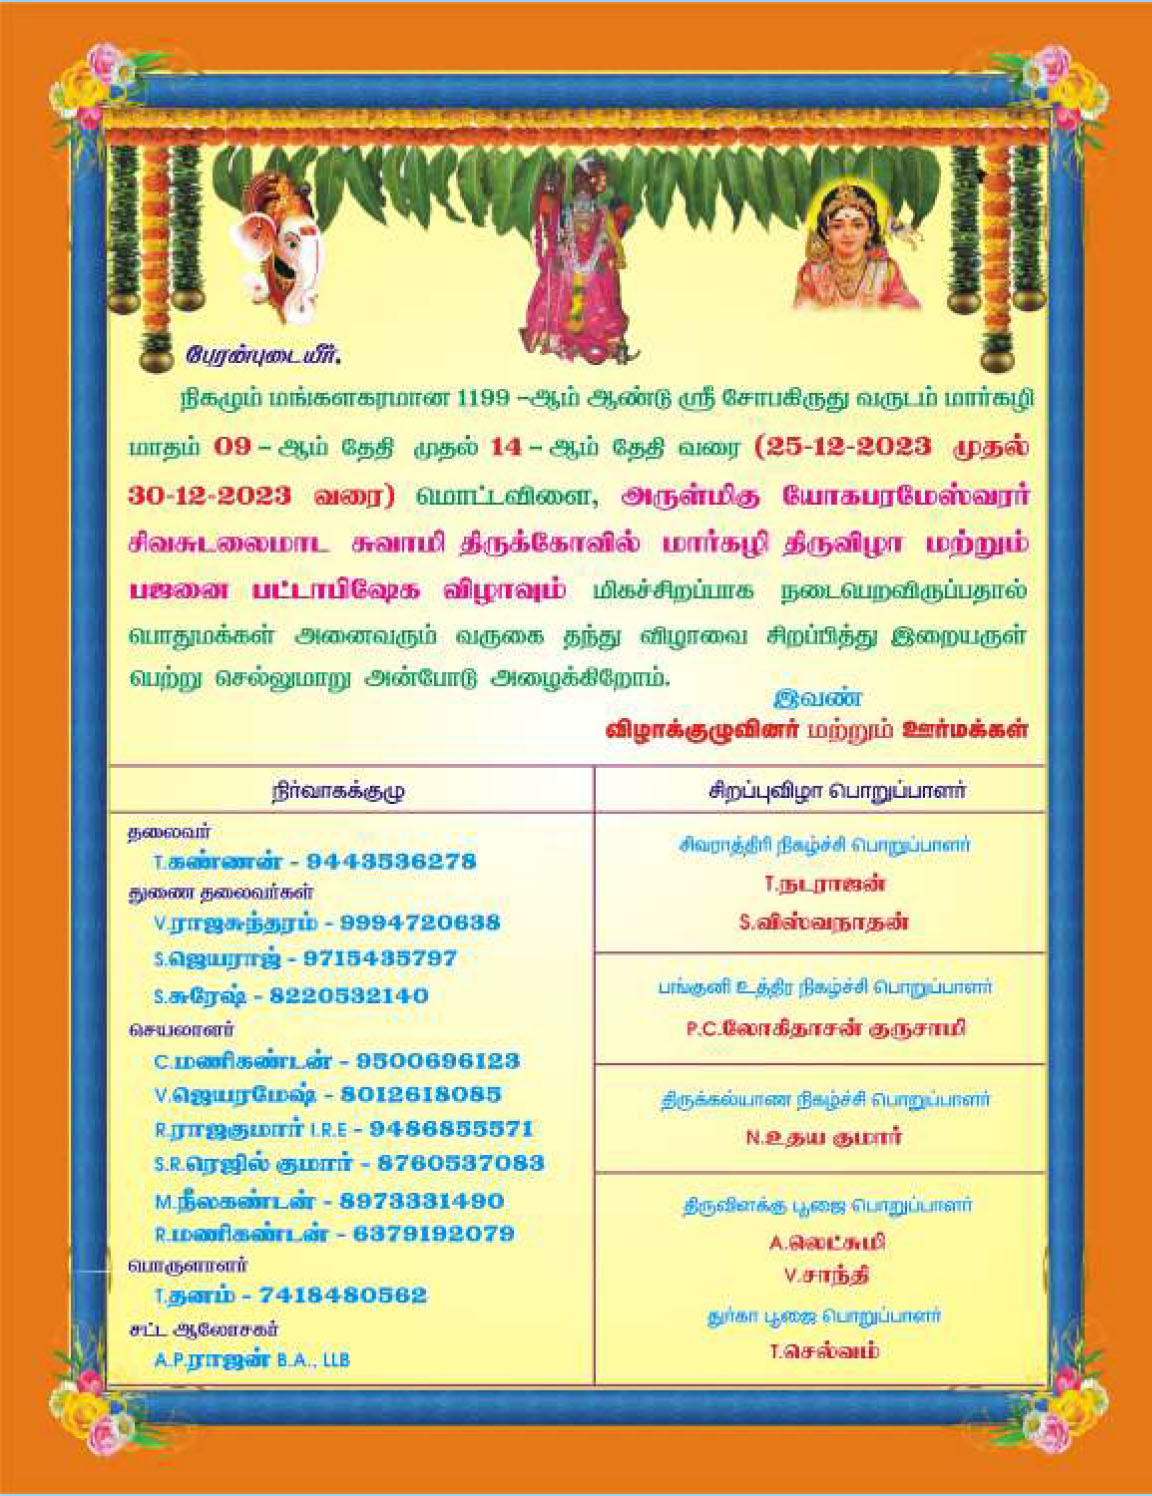 பேரன்புடையீர்,
நிகழும் மங்களகரமான 1199 –ஆம் ஆண்டு ஸ்ரீ சோபகிருது வருடம் மார்கழி
மாதம் 09 – ஆம் தேதி முதல் 14 – ஆம் தேதி வரை (25-12-2023 முதல்
30-12-2023 வரை) மொட்டவிளை, அருள்மிகு யோகபரமேஸ்வரர்
சிவசுடலைமாட சுவாமி திருக்கோவில் மார்கழி திருவிழா மற்றும்
பஜனை பட்டாபிஷேக விழாவும் மிகச்சிறப்பாக நடைபெறவிருப்பதால்
பொதுமக்கள் அனைவரும் வருகை தந்து விழாவை சிறப்பித்து இறையருள்
பெற்று செல்லுமாறு அன்போடு அழைக்கிறோம்.
இவண்
விழாக்குழுவினர் மற்றும் ஊர்மக்கள்
நிர்வாகக்குழு
தலைவர்
T.கண்ணன் - 9443536278
துணை தலைவர்கள்
V.ராஜசுந்தரம் - 9994720638
S.ஜெயராஜ் - 9715435797
S.சுரேஷ் - 8220532140
செயலாளர்
C.மணிகண்டன் - 9500696123
V.ஜெயரமேஷ் - 8012618085
R.ராஜகுமார் I.R.E - 9486855571
S.R.ரெஜில் குமார் - 8760537083
M.நீலகண்டன் - 8973331490
R.மணிகண்டன் - 6379192079
பொருளாளர்
T.தனம் - 7418480562
சட்ட ஆலோசகர்
A.P.ராஜன் B.A., LLB
சிறப்புவிழா பொறுப்பாளர்
சிவராத்திரி நிகழ்ச்சி பொறுப்பாளர்
T.நடராஜன்
S.விஸ்வநாதன்
பங்குனி உத்திர நிகழ்ச்சி பொறுப்பாளர்
P.C.லோகிதாசன் குருசாமி
திருக்கல்யாண நிகழ்ச்சி பொறுப்பாளர்
N.உதய குமார்
திருவிளக்கு பூஜை பொறுப்பாளர்
A.லெட்சுமி
V.சாந்தி
துர்கா பூஜை பொறுப்பாளர்
T.செல்வம்